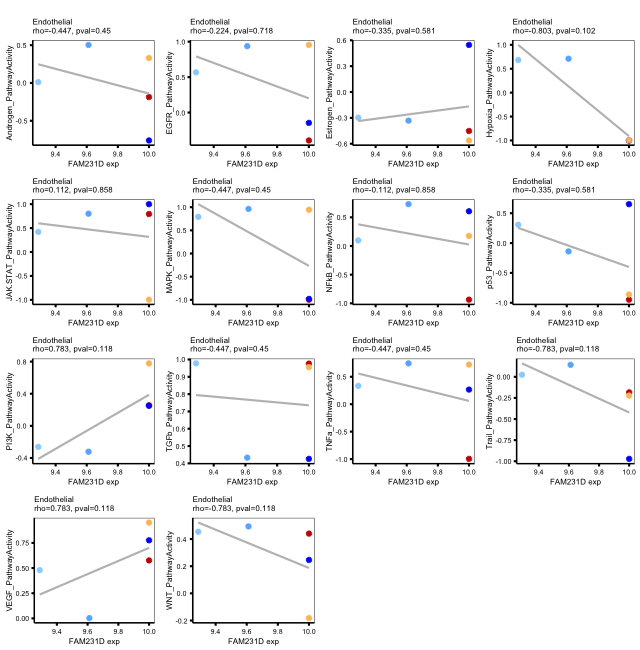 Endothelial
rho=-0.447, pval=0.45
0.5
0.0
-0.5
Androgen_PathwayActivity
9.4 9.6 9.8 10.0
FAM231D exp
Endothelial
rho=-0.224, pval=0.718
1.0
0.5
0.0
EGFR_PathwayActivity
9.4 9.6 9.8 10.0
FAM231D exp
Endothelial
rho=-0.335, pval=0.581
0.6
0.3
0.0
-0.3
-0.6
Estrogen_PathwayActivity
9.4 9.6 9.8 10.0
FAM231D exp
Endothelial
rho=-0.803, pval=0.102
1.0
0.5
0.0
-0.5
-1.0
Hypoxia_PathwayActivity
9.4 9.6 9.8 10.0
FAM231D exp
Endothelial
rho=0.112, pval=0.858
1.0
0.5
0.0
-0.5
-1.0
JAK.STAT_PathwayActivity
9.4 9.6 9.8 10.0
FAM231D exp
Endothelial
rho=-0.447, pval=0.45
1.0
0.5
0.0
-0.5
-1.0
MAPK_PathwayActivity
9.4 9.6 9.8 10.0
FAM231D exp
Endothelial
rho=-0.112, pval=0.858
0.5
0.0
-0.5
-1.0
NFkB_PathwayActivity
9.4 9.6 9.8 10.0
FAM231D exp
Endothelial
rho=-0.335, pval=0.581
0.5
0.0
-0.5
-1.0
p53_PathwayActivity
9.4 9.6 9.8 10.0
FAM231D exp
Endothelial
rho=0.783, pval=0.118
0.8
0.4
0.0
-0.4
PI3K_PathwayActivity
9.4 9.6 9.8 10.0
FAM231D exp
Endothelial
rho=-0.447, pval=0.45
1.0
0.9
0.8
0.7
0.6
0.5
0.4
TGFb_PathwayActivity
9.4 9.6 9.8 10.0
FAM231D exp
Endothelial
rho=-0.447, pval=0.45
0.5
0.0
-0.5
-1.0
TNFa_PathwayActivity
9.4 9.6 9.8 10.0
FAM231D exp
Endothelial
rho=-0.783, pval=0.118
0.00
-0.25
-0.50
-0.75
-1.00
Trail_PathwayActivity
9.4 9.6 9.8 10.0
FAM231D exp
Endothelial
rho=0.783, pval=0.118
0.75
0.50
0.25
0.00
VEGF_PathwayActivity
9.4 9.6 9.8 10.0
FAM231D exp
Endothelial
rho=-0.783, pval=0.118
0.4
0.2
0.0
-0.2
WNT_PathwayActivity
9.4 9.6 9.8 10.0
FAM231D exp